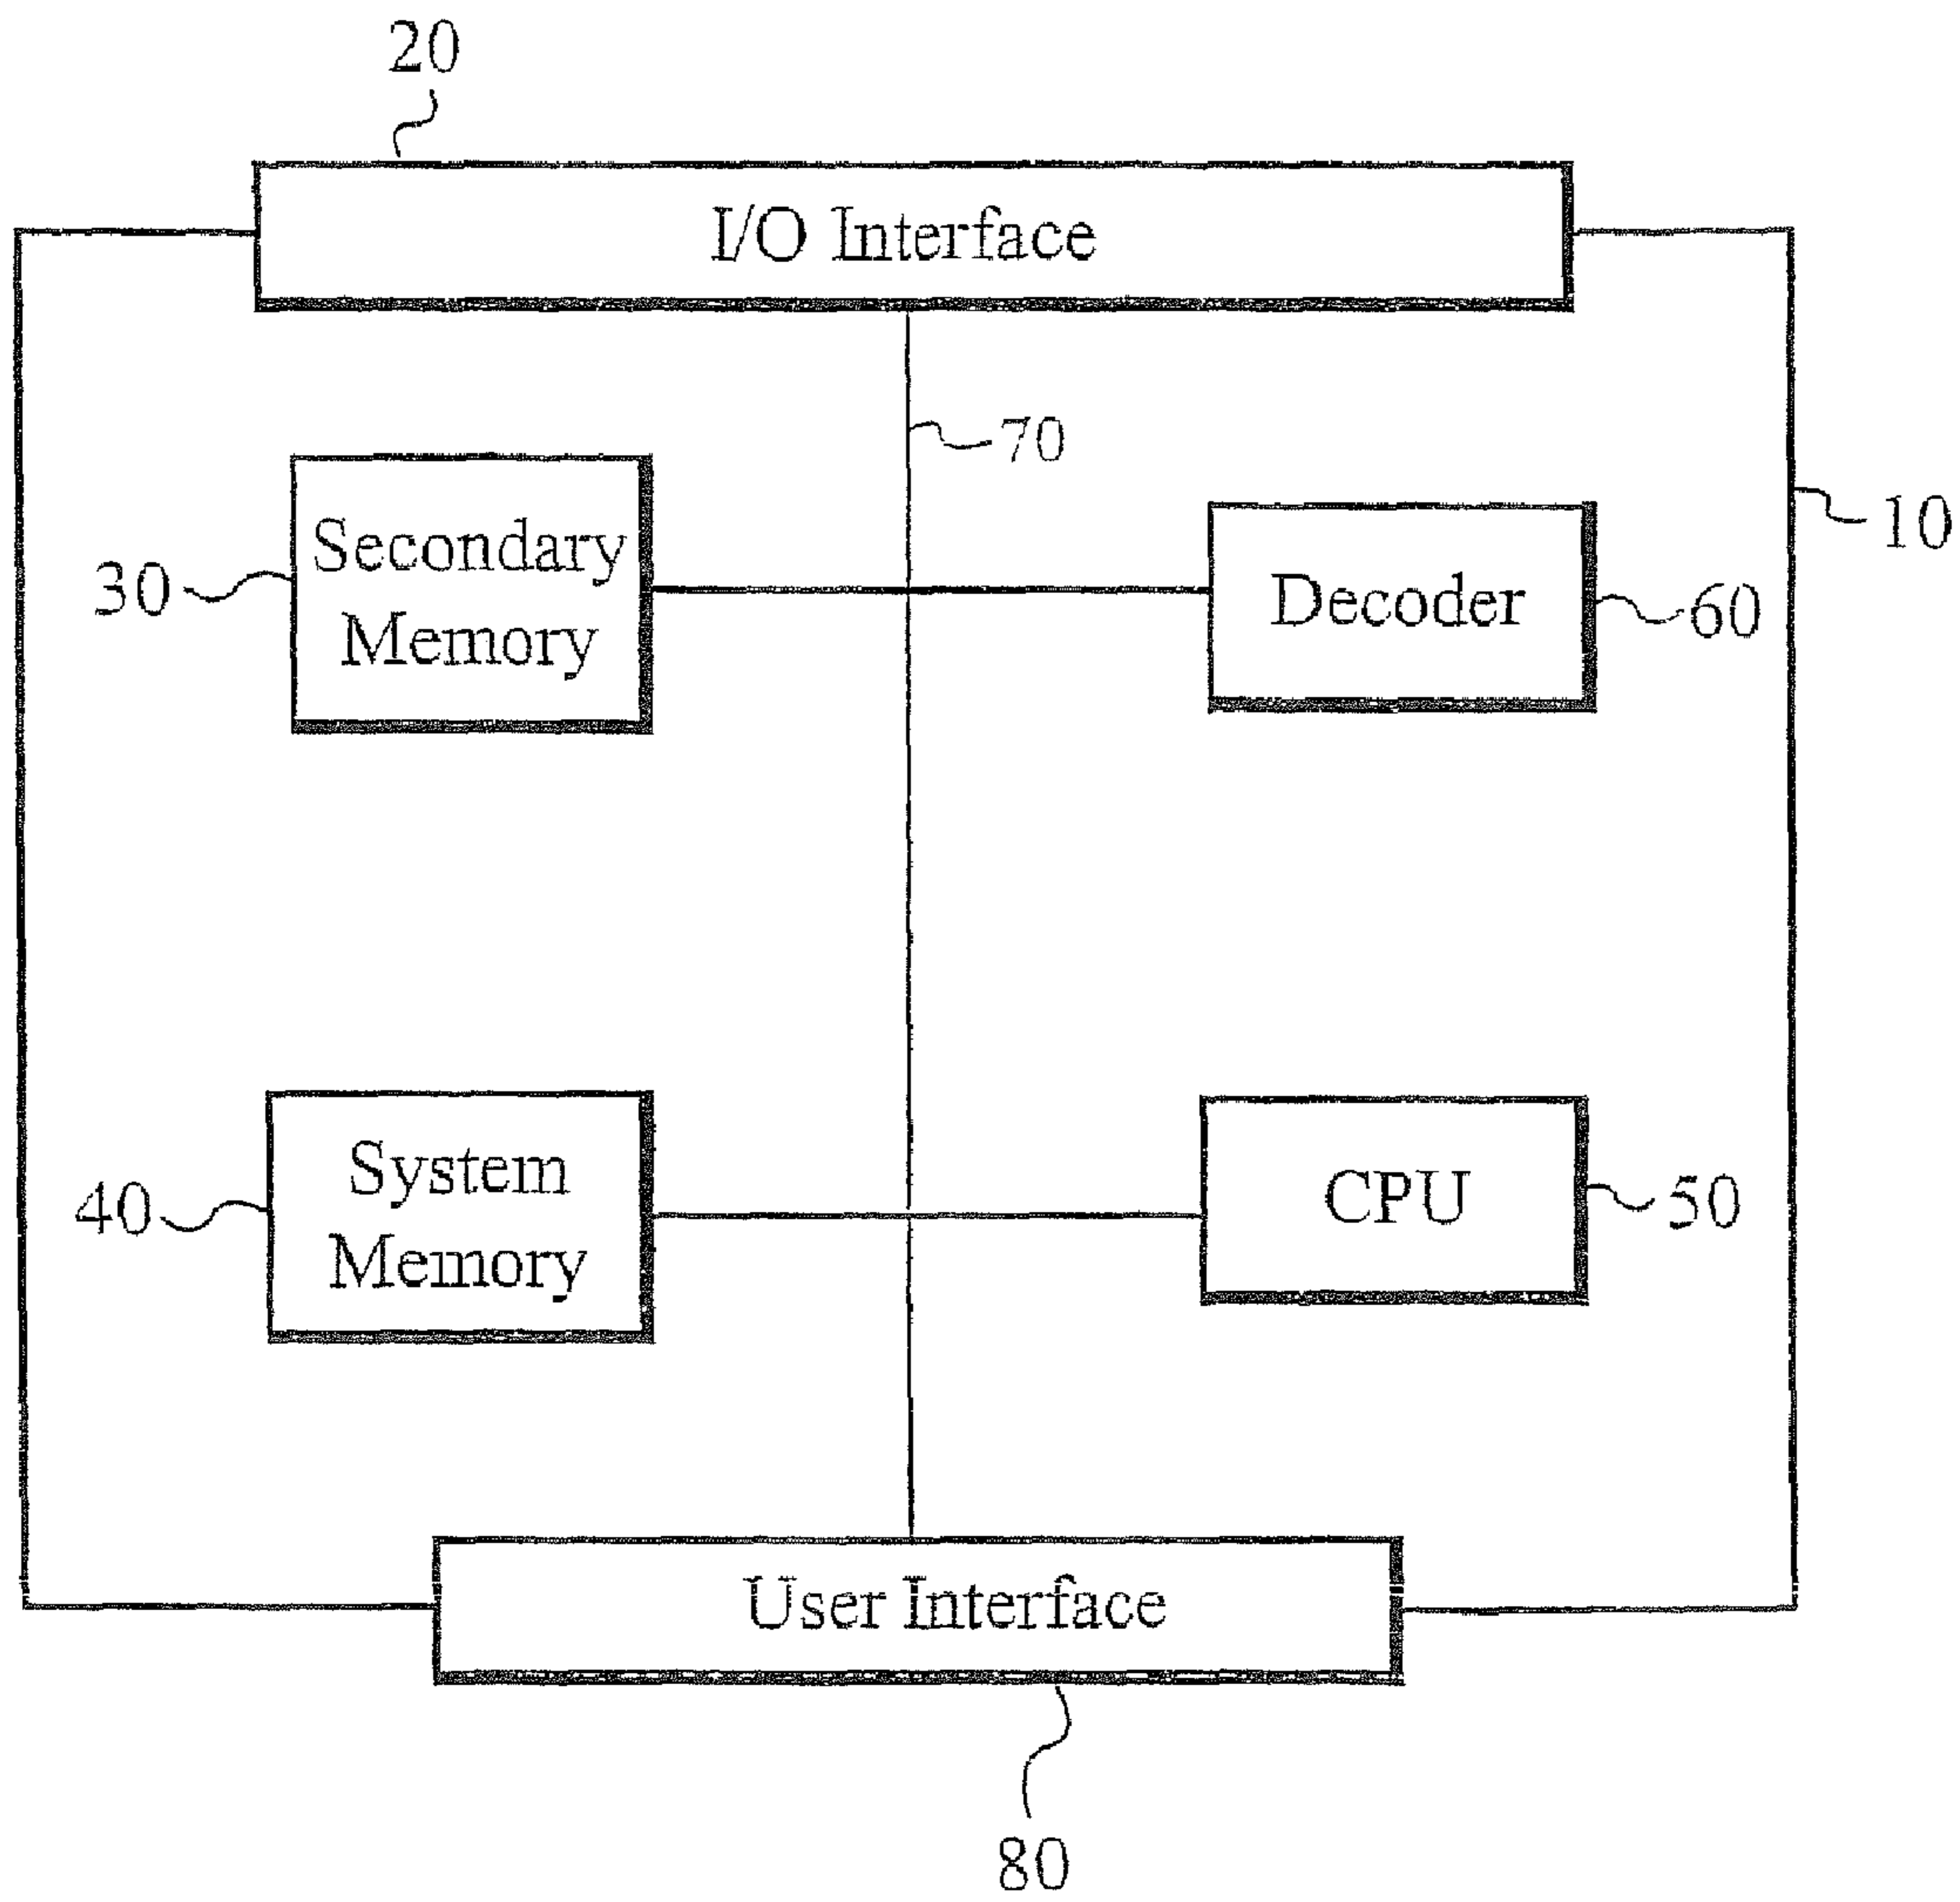 20
I/O Interface
70
10
Secondary
Memory
30
Decoder
60
System
Memory
40
CPU
50
User Interface
80